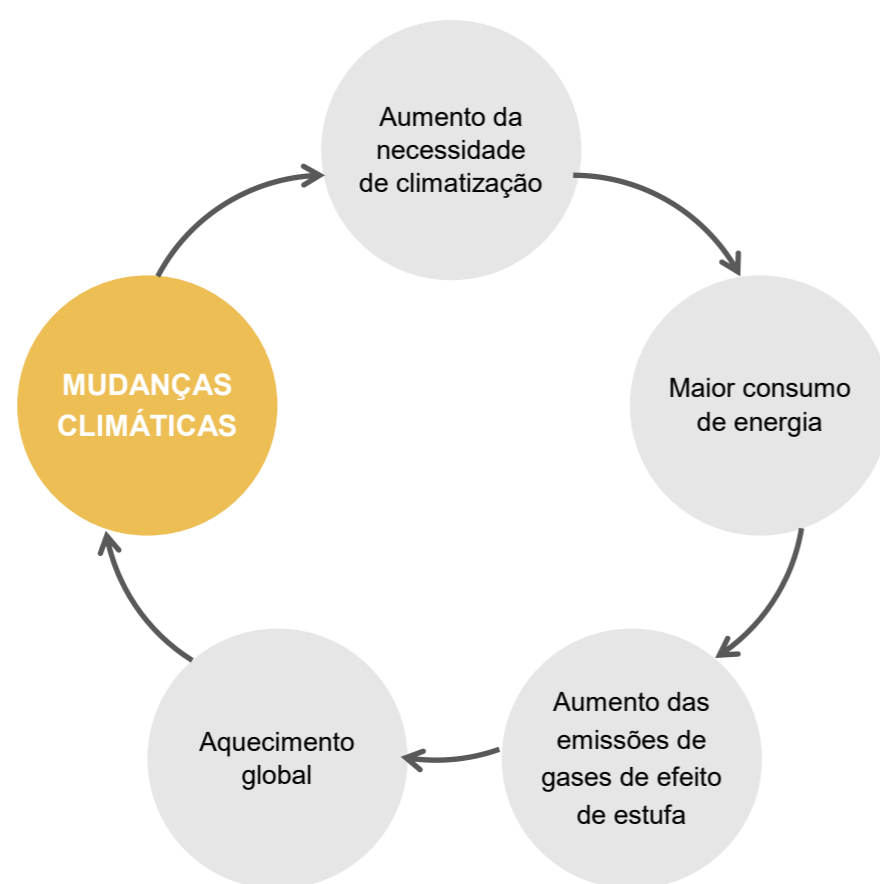 Aumento da
necessidade
de climatização
MUDANÇAS
CLIMÁTICAS
Maior consumo
de energia
Aumento das
emissões de
gases de efeito
de estufa
Aquecimento
global